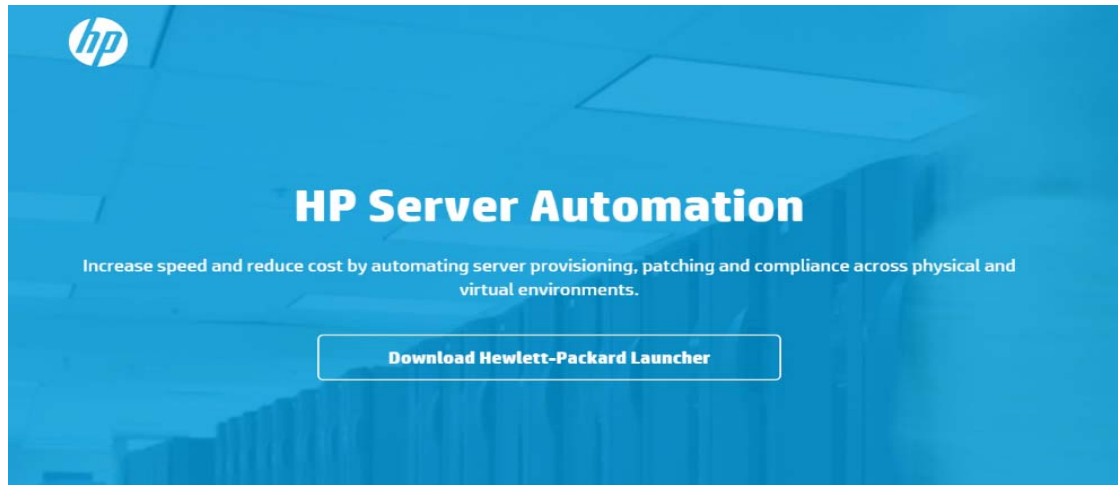 hp
HP Server Automation
Increase speed and reduce cost by automating server provisioning, patching and compliance across physical and
virtual environments.
Download Hewlett-Packard Launcher